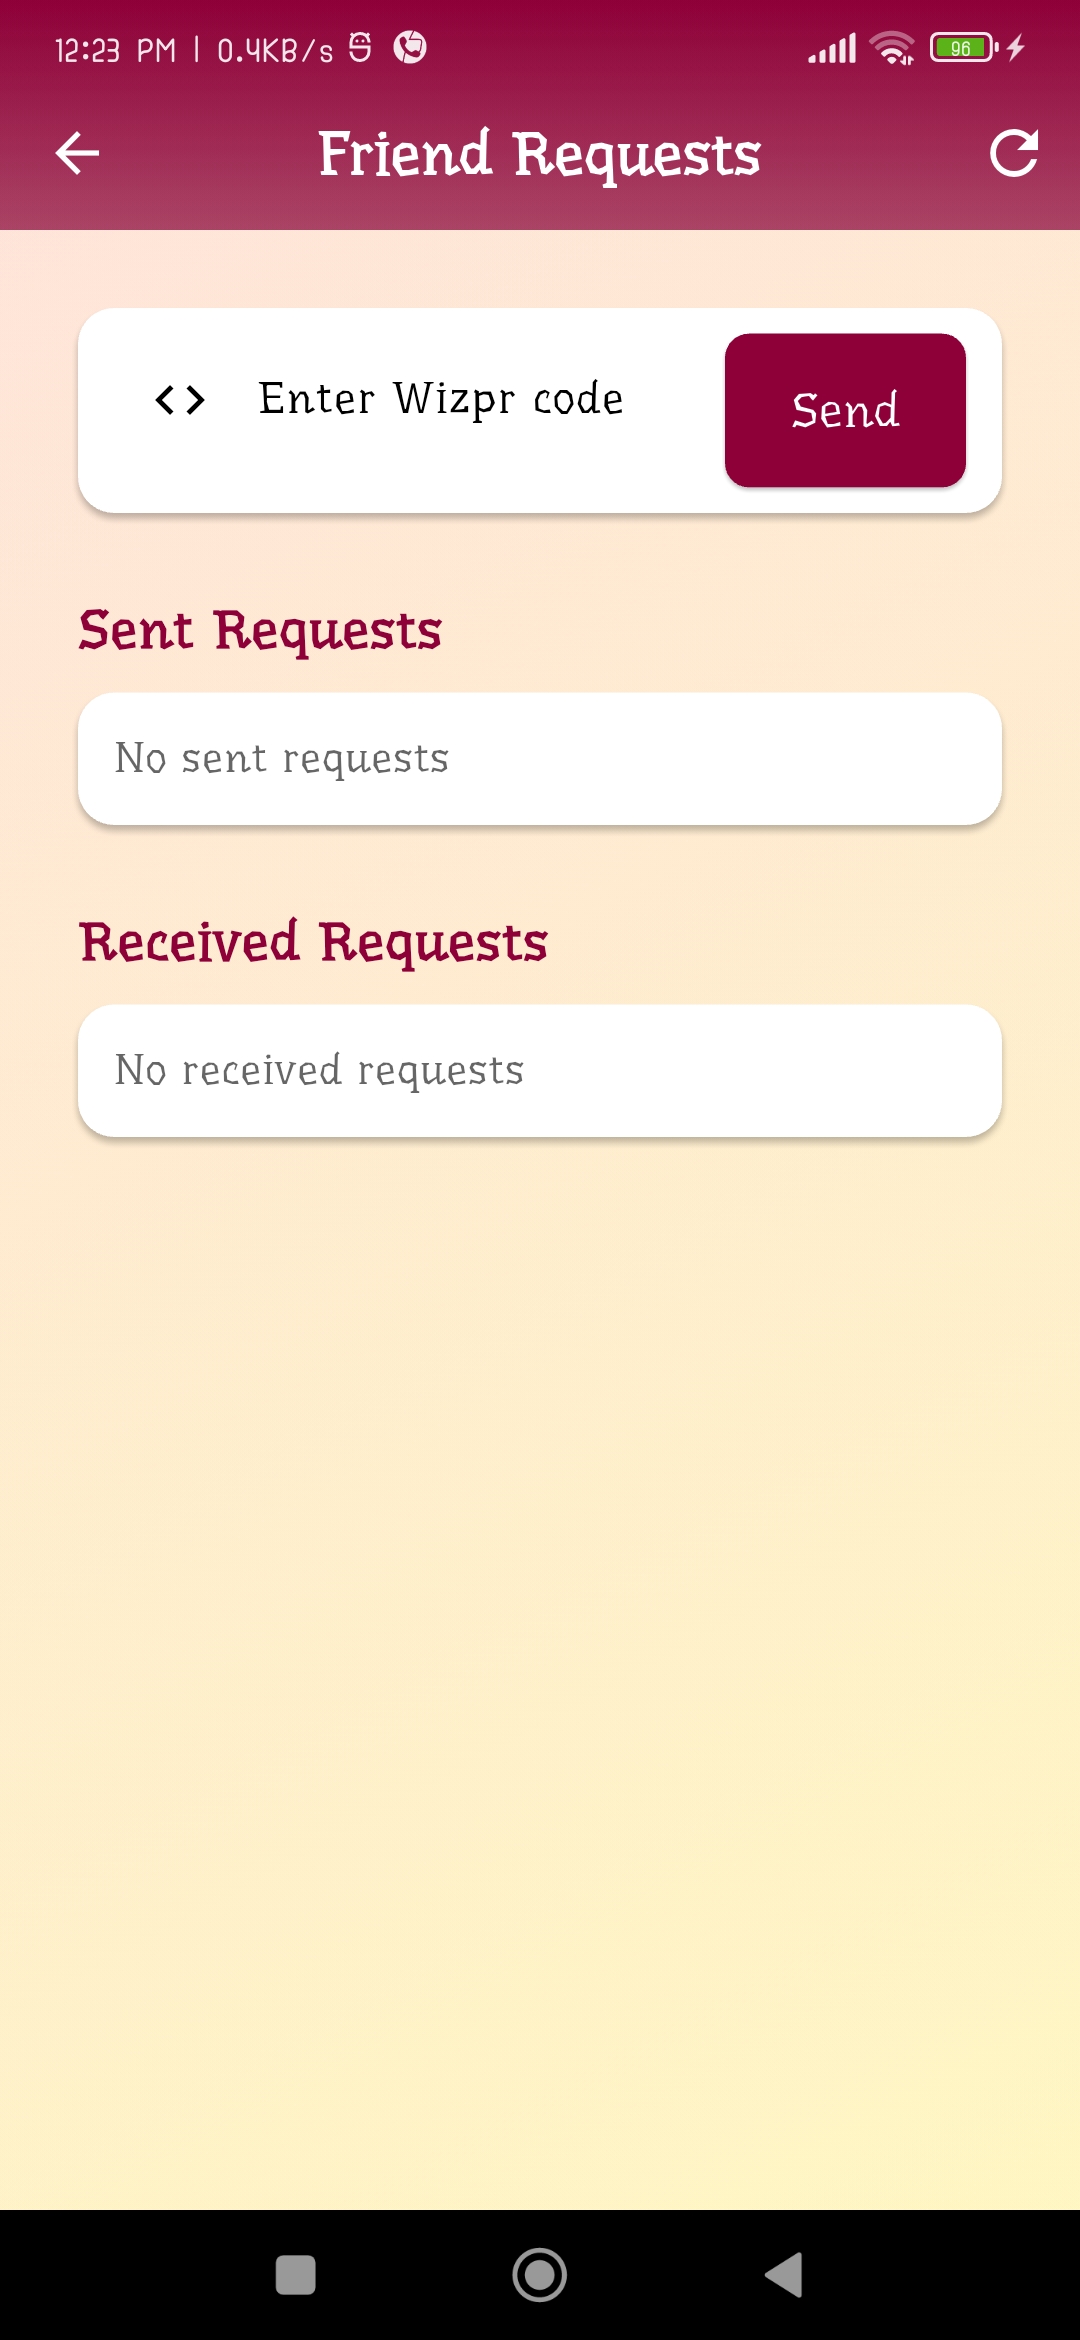 12:23 PM | 0.4KB/s
96
Friend Requests
Enter Wizpr code
Send
Sent Requests
No sent requests
Received Requests
No received requests